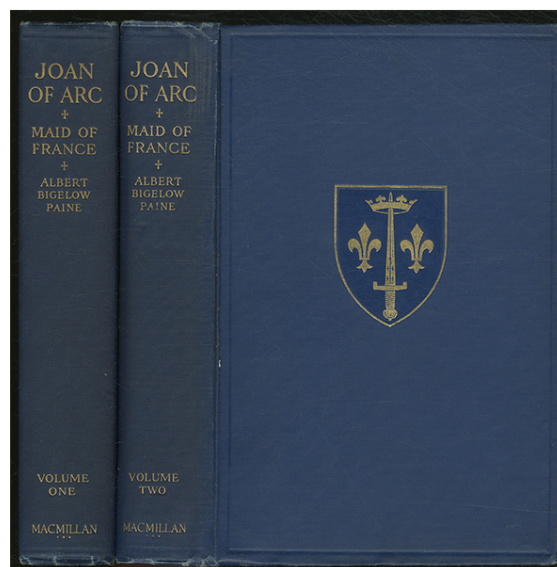 JOAN
OF ARC
MAID OF
FRANCE
ALBERT
BIGELOW
PAINE
VOLUME
ONE
MACMILLAN
JOAN
OF ARC
MAID OF
FRANCE
ALBERT
BIGELOW
PAINE
VOLUME
TWO
MACMILLAN